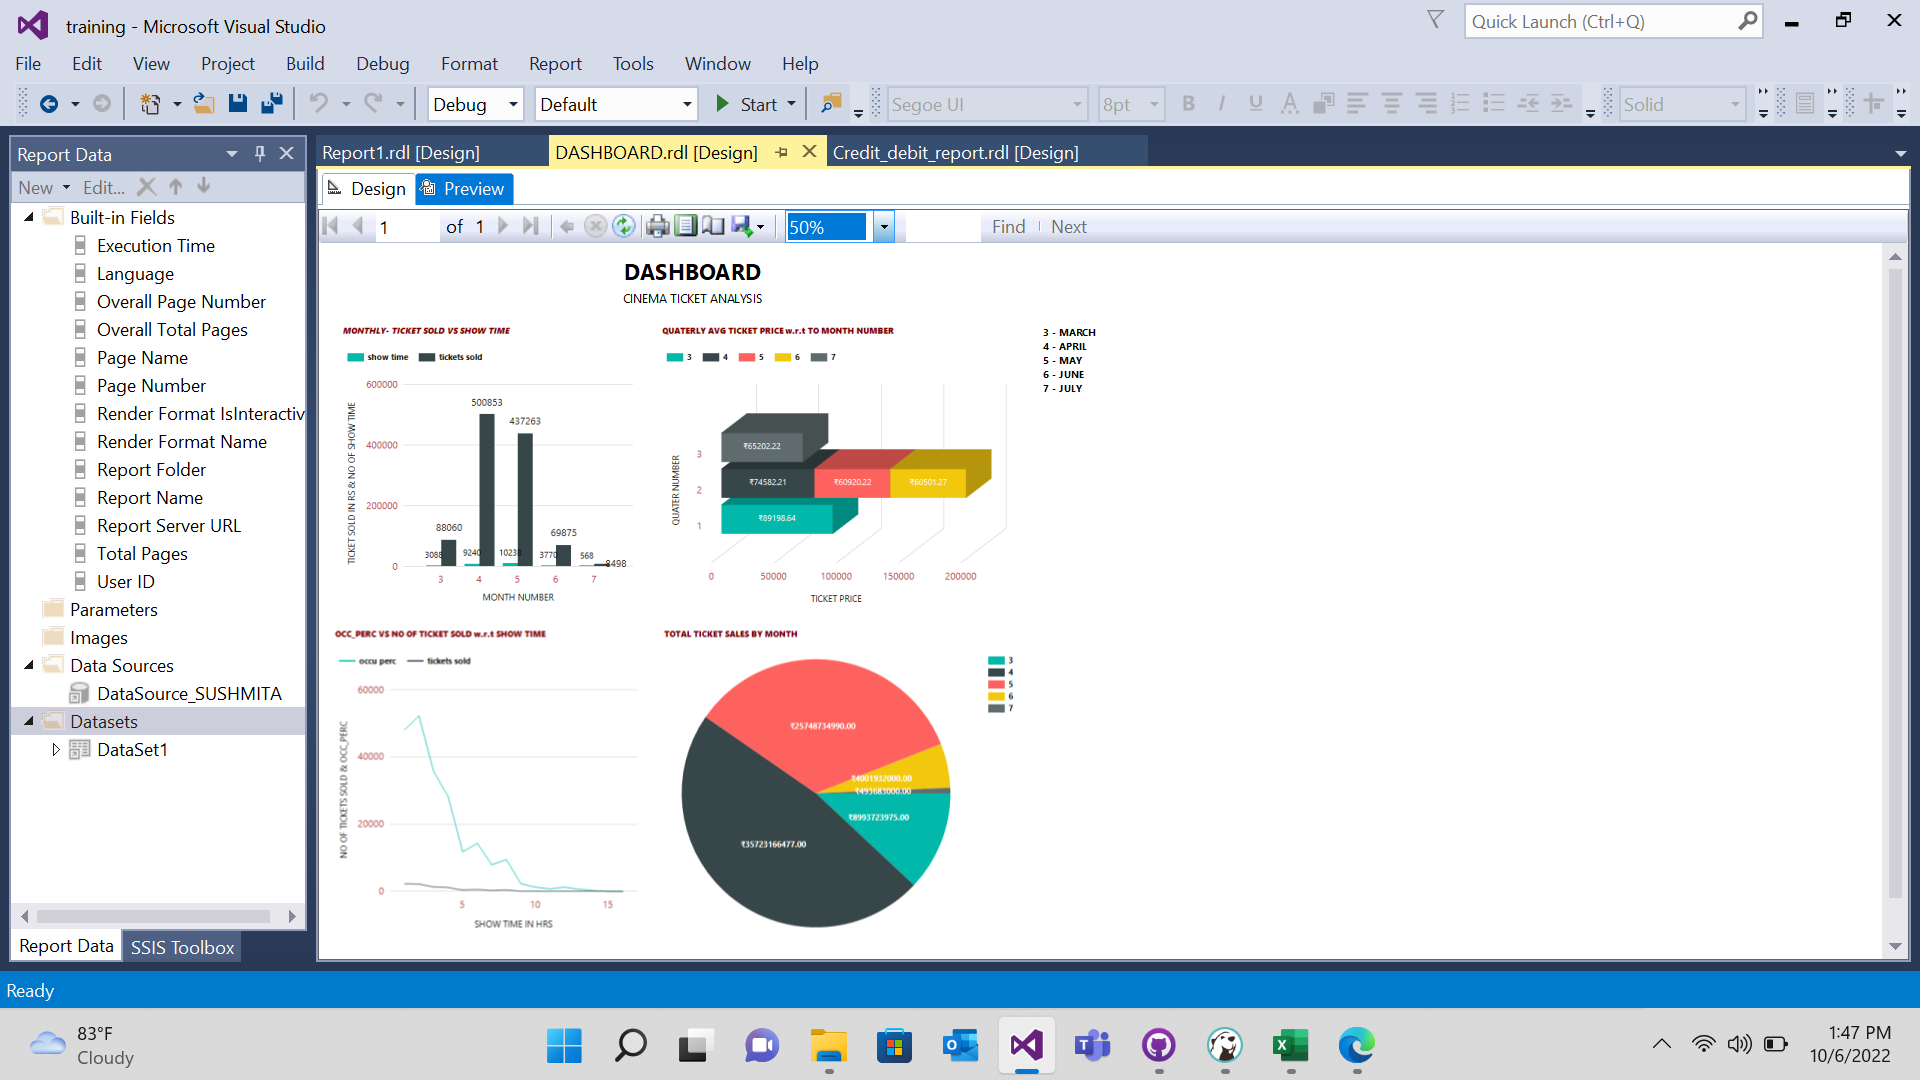 training - Microsoft Visual Studio
Quick Launch (Ctrl+Q)
File Edit View Project Build Debug Format Report Tools Window Help
Debug Default Start Segoe UI 8pt B I U A Solid
Report Data
Report1.rdl [Design] DASHBOARD.rdl [Design] Credit_debit_report.rdl [Design]
New Edit...
Design Preview
1 of 1 50% Find Next
Built-in Fields
Execution Time
Language
Overall Page Number
Overall Total Pages
Page Name
Page Number
Render Format IsInteractiv
Render Format Name
Report Folder
Report Name
Report Server URL
Total Pages
User ID
Parameters
Images
Data Sources
DataSource_SUSHMITA
Datasets
DataSet1
Report Data SSIS Toolbox
DASHBOARD
CINEMA TICKET ANALYSIS
MONTHLY- TICKET SOLD VS SHOW TIME
show time tickets sold
TICKET SOLD IN RS & NO OF SHOW TIME
600000
400000
200000
0
500853
437263
88060
69875
3088
9240
10238
3770
568
8498
3 4 5 6 7
MONTH NUMBER
QUATERLY AVG TICKET PRICE w.r.t TO MONTH NUMBER
3 4 5 6 7
QUATER NUMBER
3
2
1
₹65202.22
₹74582.21 ₹60920.22 ₹60501.27
₹89198.64
0 50000 100000 150000 200000
TICKET PRICE
3 - MARCH
4 - APRIL
5 - MAY
6 - JUNE
7 - JULY
OCC_PERC VS NO OF TICKET SOLD w.r.t SHOW TIME
occu perc tickets sold
NO OF TICKETS SOLD & OCC_PERC
60000
40000
20000
0
5 10 15
SHOW TIME IN HRS
TOTAL TICKET SALES BY MONTH
₹25748734990.00
₹4001932000.00
₹493683000.00
₹8993723975.00
₹35723166477.00
3
4
5
6
7
Ready
83°F
Cloudy
1:47 PM
10/6/2022